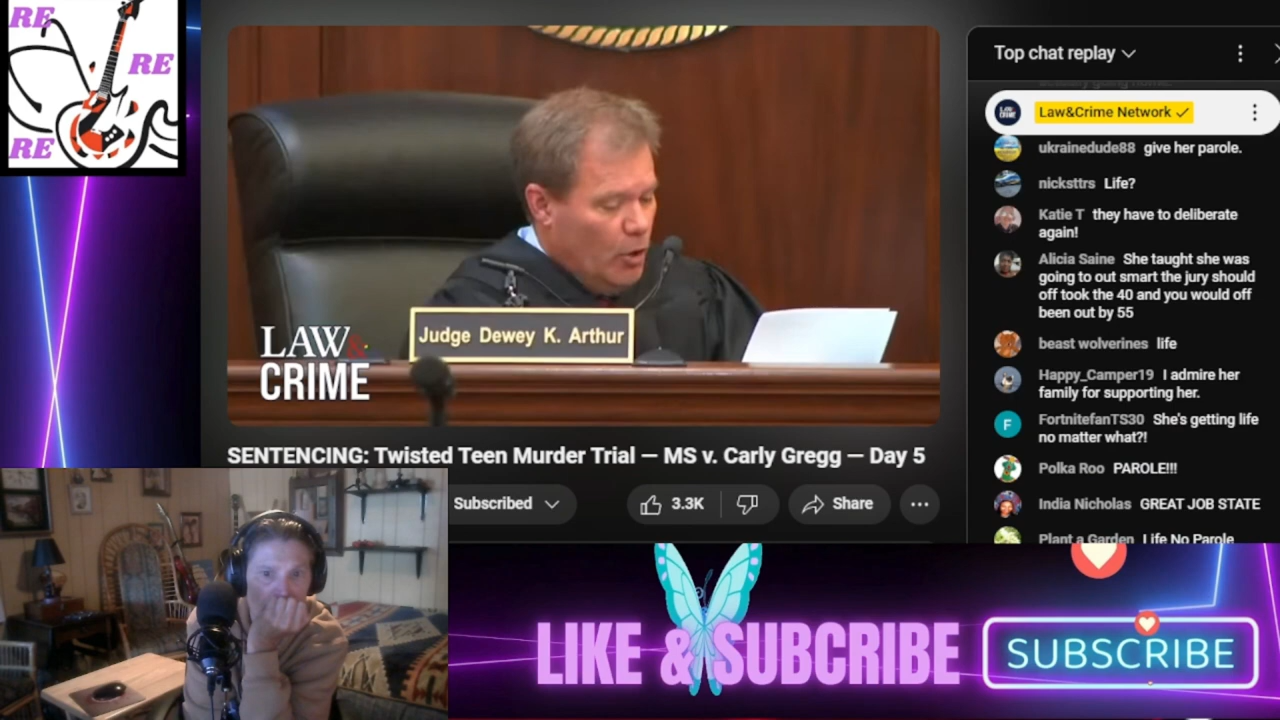 RE
RE
RE
Judge Dewey K. Arthur
LAW&
CRIME
SENTENCING: Twisted Teen Murder Trial — MS v. Carly Gregg — Day 5
Subscribed
3.3K
Share
Top chat replay
Law&Crime Network
ukrainedude88 give her parole.
nicksttrs Life?
Katie T they have to deliberate
again!
Alicia Saine She taught she was
going to out smart the jury should
off took the 40 and you would off
been out by 55
beast wolverines life
Happy_Camper19 I admire her
family for supporting her.
F
FortnitefanTS30 She's getting life
no matter what?!
Polka Roo PAROLE!!!
India Nicholas GREAT JOB STATE
Plant a Garden Life No Parole
LIKE & SUBCRIBE
SUBSCRIBE